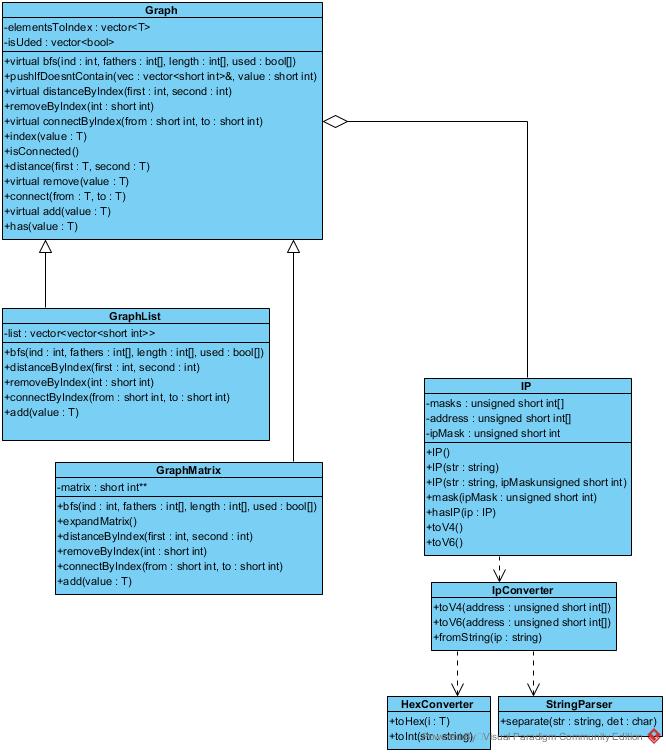 Graph
-elementsToIndex : vector<T>
-isUded : vector<bool>
+virtual bfs(ind : int, fathers : int[], length : int[], used : bool[])
+pushIfDoesntContain(vec : vector<short int>&, value : short int)
+virtual distanceByIndex(first : int, second : int)
+removeByIndex(int : short int)
+virtual connectByIndex(from : short int, to : short int)
+index(value : T)
+isConnected()
+distance(first : T, second : T)
+virtual remove(value : T)
+connect(from : T, to : T)
+virtual add(value : T)
+has(value : T)
GraphList
-list : vector<vector<short int>>
+bfs(ind : int, fathers : int[], length : int[], used : bool[])
+distanceByIndex(first : int, second : int)
+removeByIndex(int : short int)
+connectByIndex(from : short int, to : short int)
+add(value : T)
GraphMatrix
-matrix : short int**
+bfs(ind : int, fathers : int[], length : int[], used : bool[])
+expandMatrix()
+distanceByIndex(first : int, second : int)
+removeByIndex(int : short int)
+connectByIndex(from : short int, to : short int)
+add(value : T)
IP
-masks : unsigned short int[]
-address : unsigned short int[]
-ipMask : unsigned short int
+IP()
+IP(str : string)
+IP(str : string, ipMaskunsigned short int)
+mask(ipMask : unsigned short int)
+hasIP(ip : IP)
+toV4()
+toV6()
IpConverter
+toV4(address : unsigned short int[])
+toV6(address : unsigned short int[])
+fromString(ip : string)
HexConverter
+toHex(i : T)
+toInt(str : string)
StringParser
+separate(str : string, det : char)
Visual Paradigm Community Edition